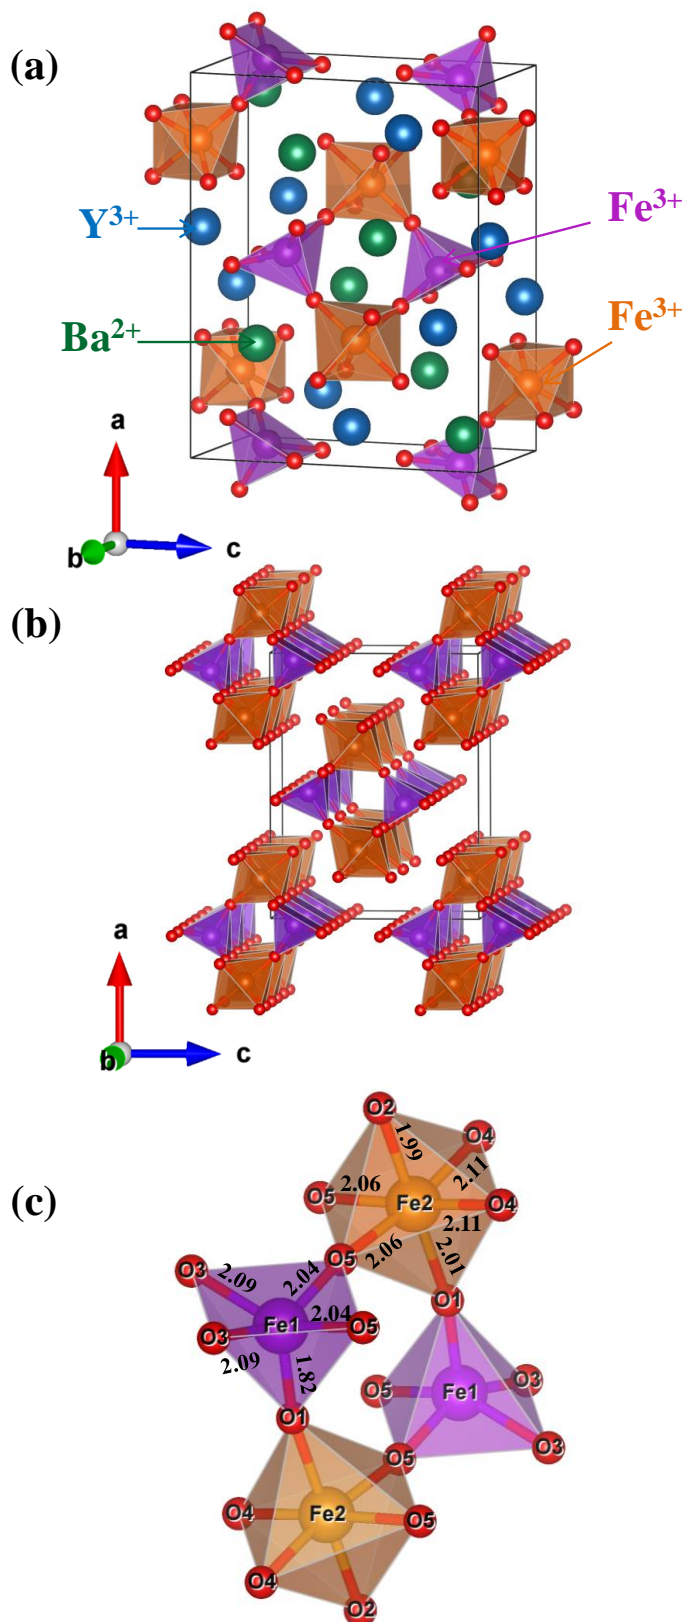 (a)
Y3+
Fe3+
Ba2+
Fe3+
a
b
c
(b)
a
b
c
(c)
O2
O4
1.99
2.11
O5
2.06
Fe2
O4
2.11
O5
2.06
2.01
O3
2.09
2.04
O1
Fe1
2.04
O5
O3
2.09
1.82
O5
Fe1
O3
O1
O5
O3
O4
Fe2
O5
O4
O2